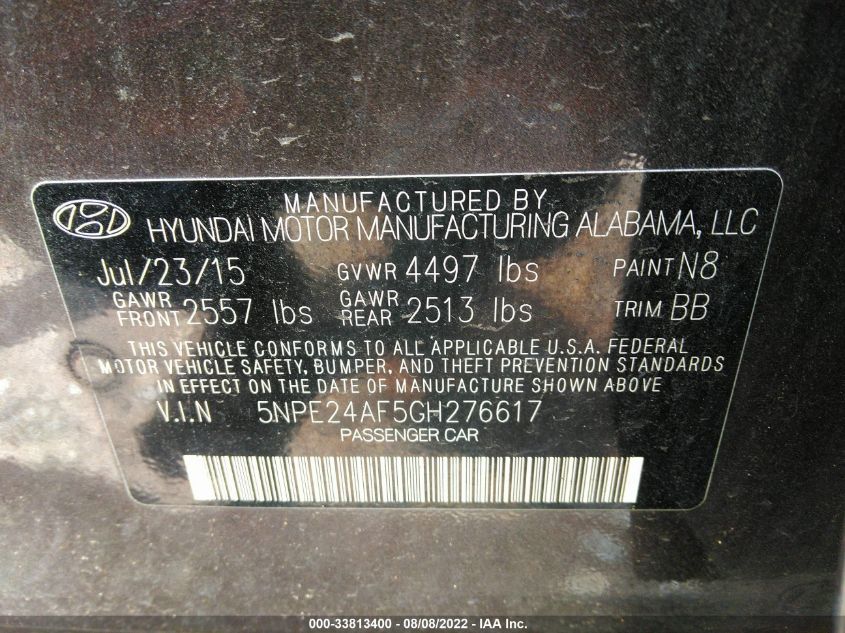 MANUFACTURED BY
HYUNDAI MOTOR MANUFACTURING ALABAMA, LLC
Jul/23/15 GVWR 4497 lbs PAINT N8
GAWR FRONT 2557 lbs GAWR REAR 2513 lbs TRIM BB
THIS VEHICLE CONFORMS TO ALL APPLICABLE U.S.A. FEDERAL
MOTOR VEHICLE SAFETY, BUMPER, AND THEFT PREVENTION STANDARDS
IN EFFECT ON THE DATE OF MANUFACTURE SHOWN ABOVE
V.I.N 5NPE24AF5GH276617
PASSENGER CAR
000-33813400 - 08/08/2022 - IAA Inc.